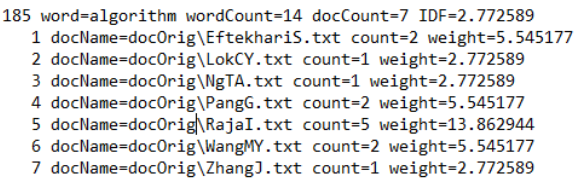 185 word=algorithm wordCount=14 docCount=7 IDF=2.772589
1 docName=docOrig\EftekhariS.txt count=2 weight=5.545177
2 docName=docOrig\LokCY.txt count=1 weight=2.772589
3 docName=docOrig\NgTA.txt count=1 weight=2.772589
4 docName=docOrig\PangG.txt count=2 weight=5.545177
5 docName=docOrig\RajaI.txt count=5 weight=13.862944
6 docName=docOrig\WangMY.txt count=2 weight=5.545177
7 docName=docOrig\ZhangJ.txt count=1 weight=2.772589